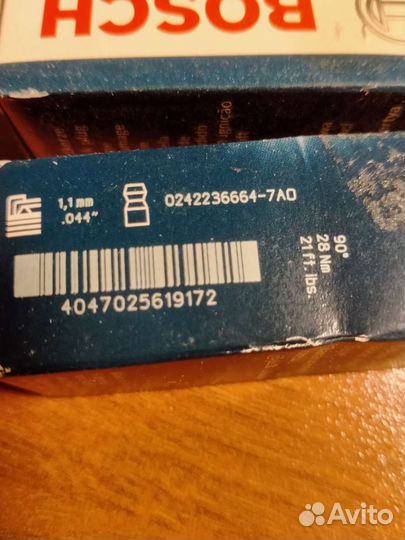 BOSCH
1,1 mm
.044"
0242236664-7A0
90°
28 Nm
21 ft. lbs.
4047025619172
Avito